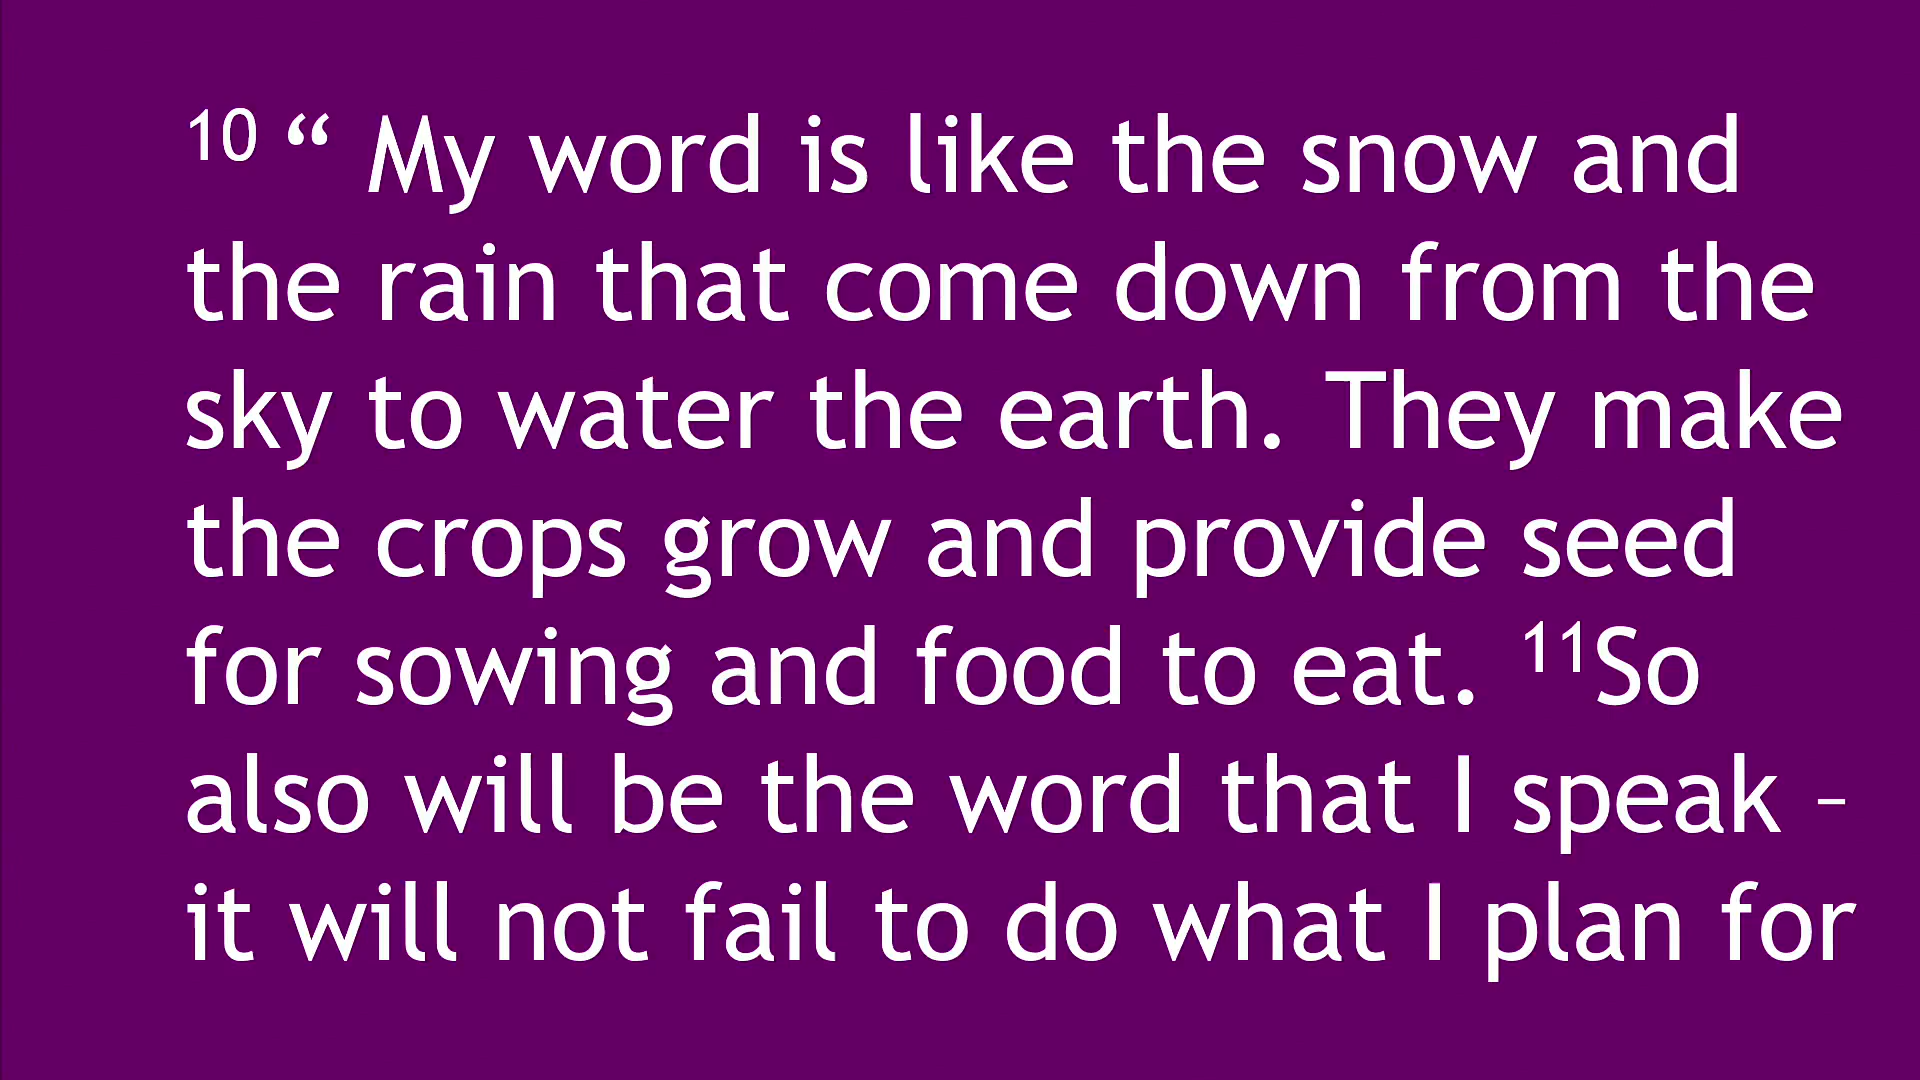 10 “ My word is like the snow and
the rain that come down from the
sky to water the earth. They make
the crops grow and provide seed
for sowing and food to eat. 11So
also will be the word that I speak –
it will not fail to do what I plan for